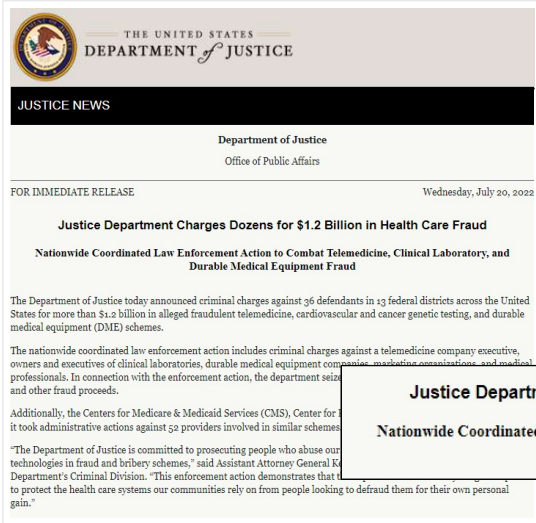 THE UNITED STATES
DEPARTMENT of JUSTICE
JUSTICE NEWS
Department of Justice
Office of Public Affairs
FOR IMMEDIATE RELEASE
Wednesday, July 20, 2022
Justice Department Charges Dozens for $1.2 Billion in Health Care Fraud
Nationwide Coordinated Law Enforcement Action to Combat Telemedicine, Clinical Laboratory, and
Durable Medical Equipment Fraud
The Department of Justice today announced criminal charges against 36 defendants in 13 federal districts across the United
States for more than $1.2 billion in alleged fraudulent telemedicine, cardiovascular and cancer genetic testing, and durable
medical equipment (DME) schemes.
The nationwide coordinated law enforcement action includes criminal charges against a telemedicine company executive,
owners and executives of clinical laboratories, durable medical equipment companies, marketing organizations, and medical
professionals. In connection with the enforcement action, the department seize
and other fraud proceeds.
Additionally, the Centers for Medicare & Medicaid Services (CMS), Center for
it took administrative actions against 52 providers involved in similar schemes
"The Department of Justice is committed to prosecuting people who abuse our
technologies in fraud and bribery schemes," said Assistant Attorney General
Department's Criminal Division. "This enforcement action demonstrates that
to protect the health care systems our communities rely on from people looking to defraud them for their own personal
gain."
Justice Depart
Nationwide Coordinate